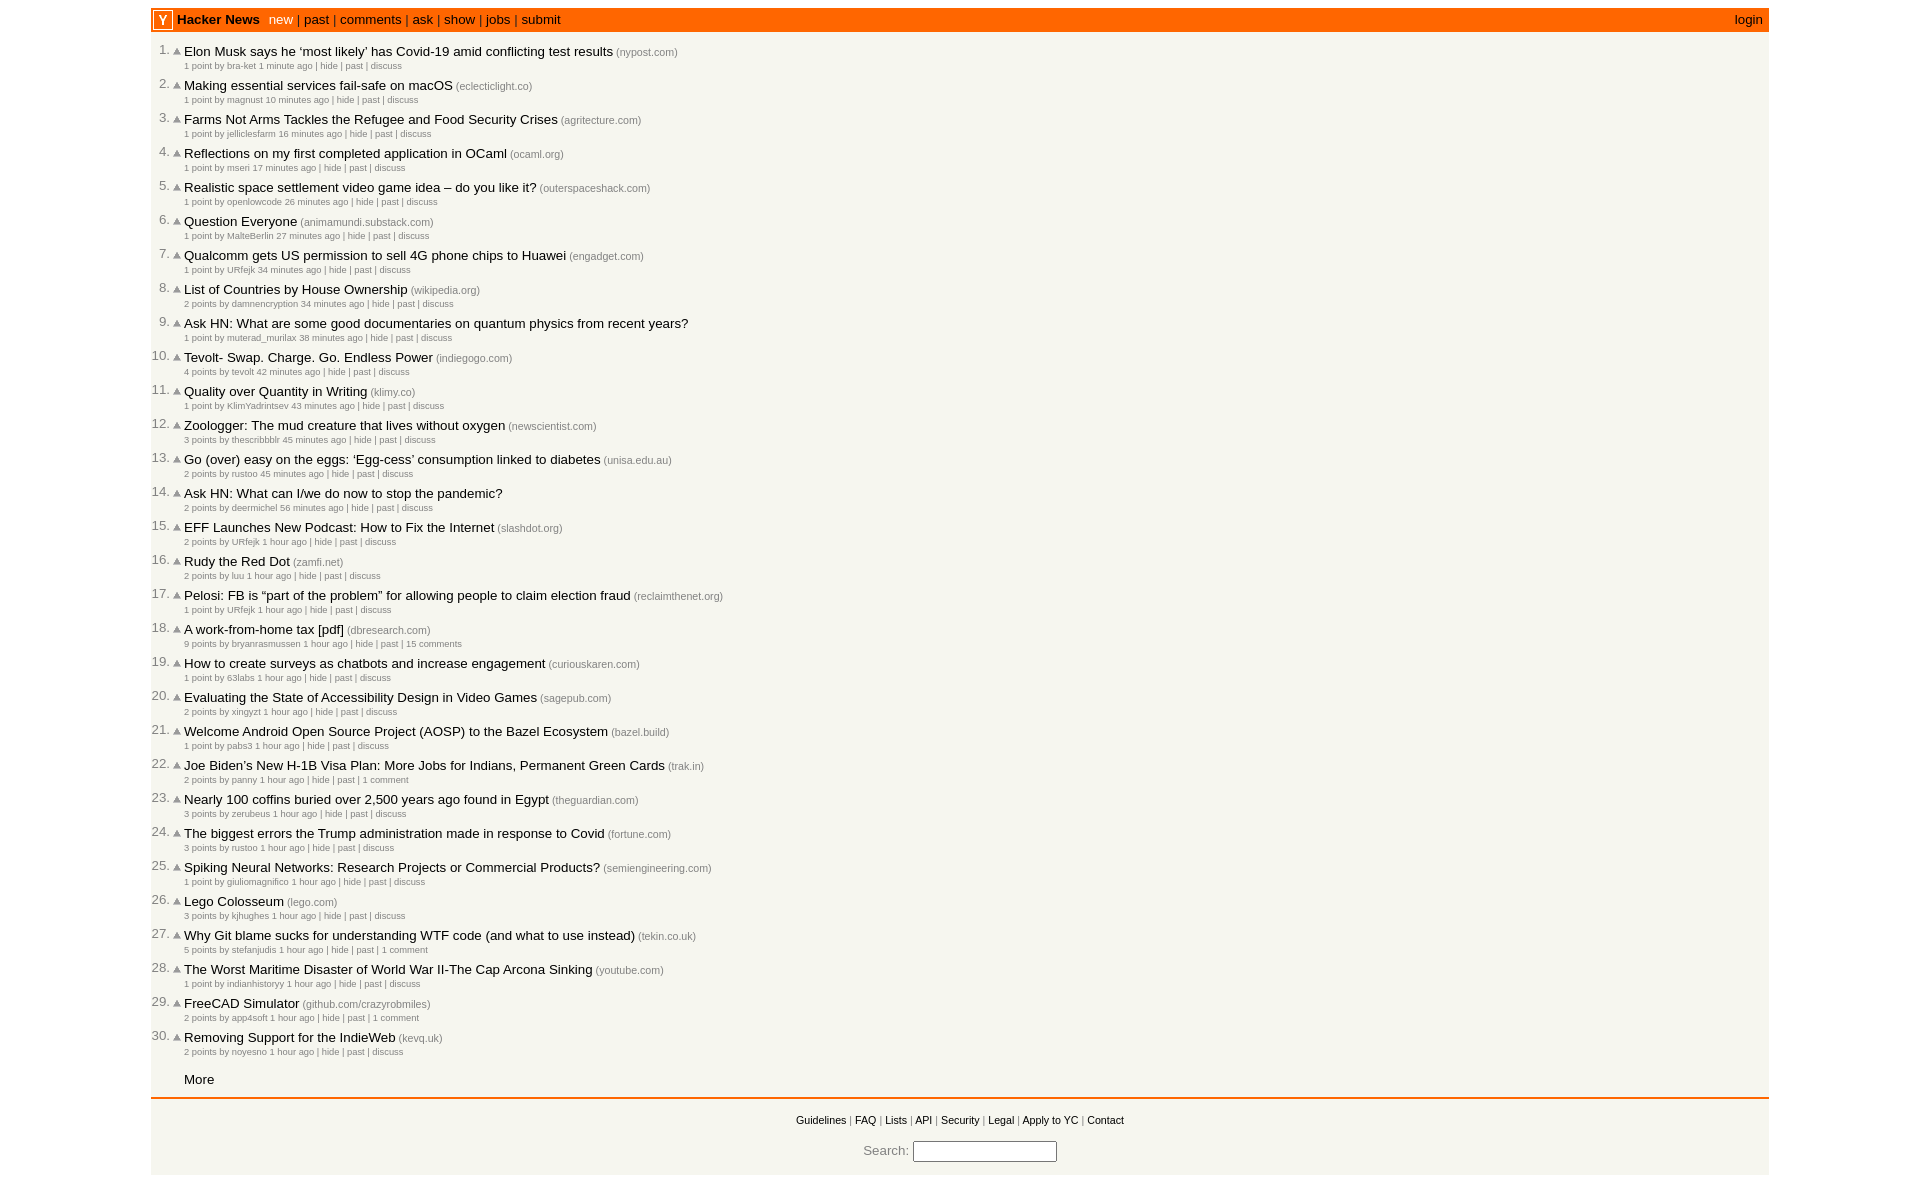 Y Hacker News new | past | comments | ask | show | jobs | submit login
1. Elon Musk says he ‘most likely’ has Covid-19 amid conflicting test results (nypost.com)
1 point by bra-ket 1 minute ago | hide | past | discuss
2. Making essential services fail-safe on macOS (eclecticlight.co)
1 point by magnust 10 minutes ago | hide | past | discuss
3. Farms Not Arms Tackles the Refugee and Food Security Crises (agritecture.com)
1 point by jelliclesfarm 16 minutes ago | hide | past | discuss
4. Reflections on my first completed application in OCaml (ocaml.org)
1 point by mseri 17 minutes ago | hide | past | discuss
5. Realistic space settlement video game idea – do you like it? (outerspaceshack.com)
1 point by openlowcode 26 minutes ago | hide | past | discuss
6. Question Everyone (animamundi.substack.com)
1 point by MalteBerlin 27 minutes ago | hide | past | discuss
7. Qualcomm gets US permission to sell 4G phone chips to Huawei (engadget.com)
1 point by URfejk 34 minutes ago | hide | past | discuss
8. List of Countries by House Ownership (wikipedia.org)
2 points by damnencryption 34 minutes ago | hide | past | discuss
9. Ask HN: What are some good documentaries on quantum physics from recent years?
1 point by muterad_murilax 38 minutes ago | hide | past | discuss
10. Tevolt- Swap. Charge. Go. Endless Power (indiegogo.com)
4 points by tevolt 42 minutes ago | hide | past | discuss
11. Quality over Quantity in Writing (klimy.co)
1 point by KlimYadrintsev 43 minutes ago | hide | past | discuss
12. Zoologger: The mud creature that lives without oxygen (newscientist.com)
3 points by thescribbblr 45 minutes ago | hide | past | discuss
13. Go (over) easy on the eggs: ‘Egg-cess’ consumption linked to diabetes (unisa.edu.au)
2 points by rustoo 45 minutes ago | hide | past | discuss
14. Ask HN: What can I/we do now to stop the pandemic?
2 points by deermichel 56 minutes ago | hide | past | discuss
15. EFF Launches New Podcast: How to Fix the Internet (slashdot.org)
2 points by URfejk 1 hour ago | hide | past | discuss
16. Rudy the Red Dot (zamfi.net)
2 points by luu 1 hour ago | hide | past | discuss
17. Pelosi: FB is “part of the problem” for allowing people to claim election fraud (reclaimthenet.org)
1 point by URfejk 1 hour ago | hide | past | discuss
18. A work-from-home tax [pdf] (dbresearch.com)
9 points by bryanrasmussen 1 hour ago | hide | past | 15 comments
19. How to create surveys as chatbots and increase engagement (curiouskaren.com)
1 point by 63labs 1 hour ago | hide | past | discuss
20. Evaluating the State of Accessibility Design in Video Games (sagepub.com)
2 points by xingyzt 1 hour ago | hide | past | discuss
21. Welcome Android Open Source Project (AOSP) to the Bazel Ecosystem (bazel.build)
1 point by pabs3 1 hour ago | hide | past | discuss
22. Joe Biden’s New H-1B Visa Plan: More Jobs for Indians, Permanent Green Cards (trak.in)
2 points by panny 1 hour ago | hide | past | 1 comment
23. Nearly 100 coffins buried over 2,500 years ago found in Egypt (theguardian.com)
3 points by zerubeus 1 hour ago | hide | past | discuss
24. The biggest errors the Trump administration made in response to Covid (fortune.com)
3 points by rustoo 1 hour ago | hide | past | discuss
25. Spiking Neural Networks: Research Projects or Commercial Products? (semiengineering.com)
1 point by giuliomagnifico 1 hour ago | hide | past | discuss
26. Lego Colosseum (lego.com)
3 points by kjhughes 1 hour ago | hide | past | discuss
27. Why Git blame sucks for understanding WTF code (and what to use instead) (tekin.co.uk)
5 points by stefanjudis 1 hour ago | hide | past | 1 comment
28. The Worst Maritime Disaster of World War II-The Cap Arcona Sinking (youtube.com)
1 point by indianhistoryy 1 hour ago | hide | past | discuss
29. FreeCAD Simulator (github.com/crazyrobmiles)
2 points by app4soft 1 hour ago | hide | past | 1 comment
30. Removing Support for the IndieWeb (kevq.uk)
2 points by noyesno 1 hour ago | hide | past | discuss
More
Guidelines | FAQ | Lists | API | Security | Legal | Apply to YC | Contact
Search: